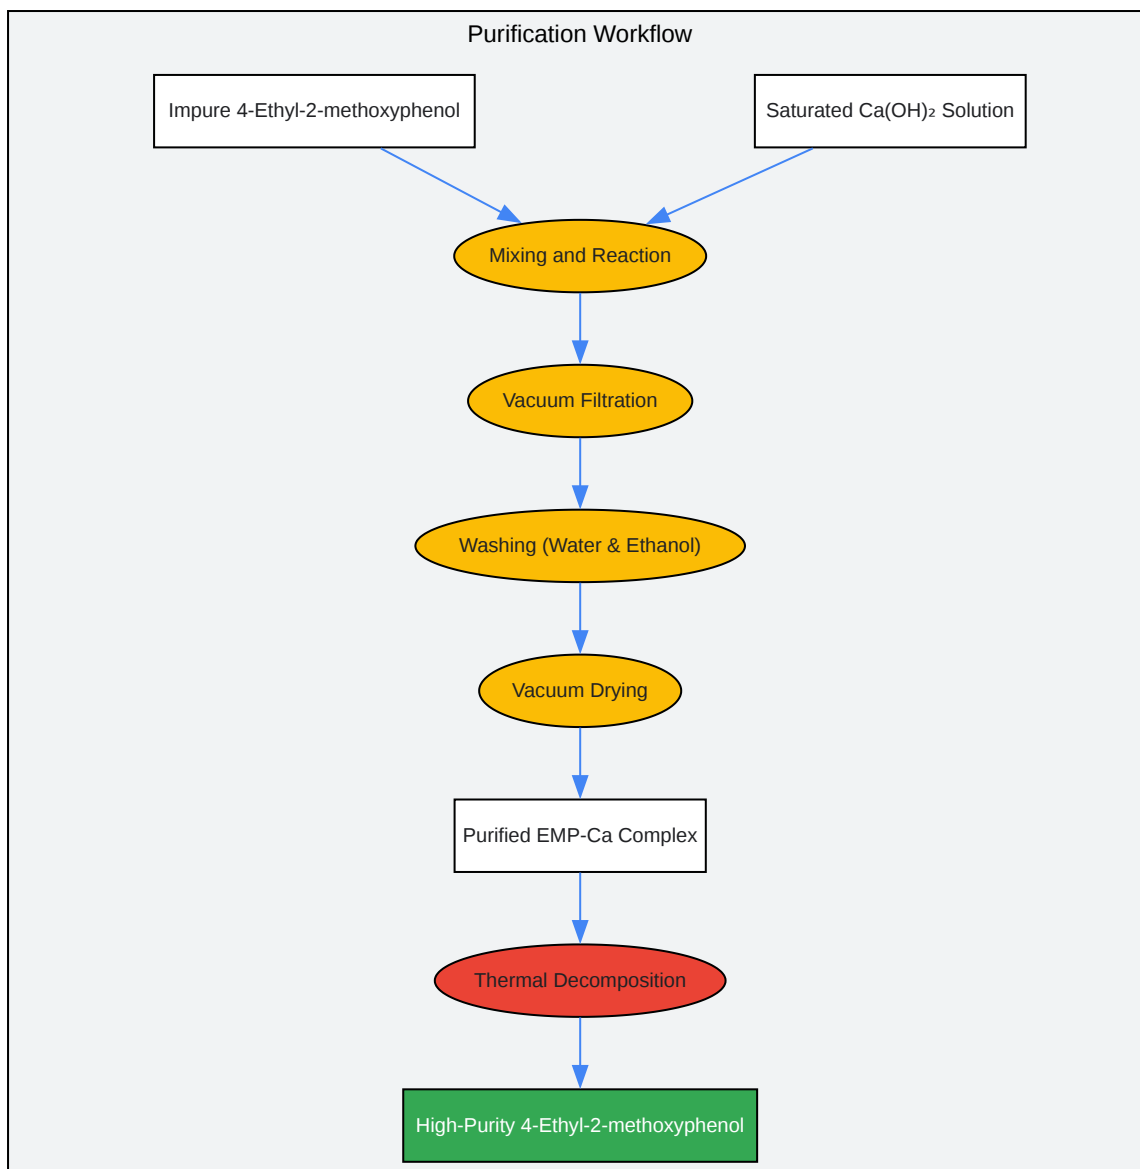 Purification Workflow
Impure 4-Ethyl-2-methoxyphenol
Saturated Ca(OH)₂ Solution
Mixing and Reaction
Vacuum Filtration
Washing (Water & Ethanol)
Vacuum Drying
Purified EMP-Ca Complex
Thermal Decomposition
High-Purity 4-Ethyl-2-methoxyphenol